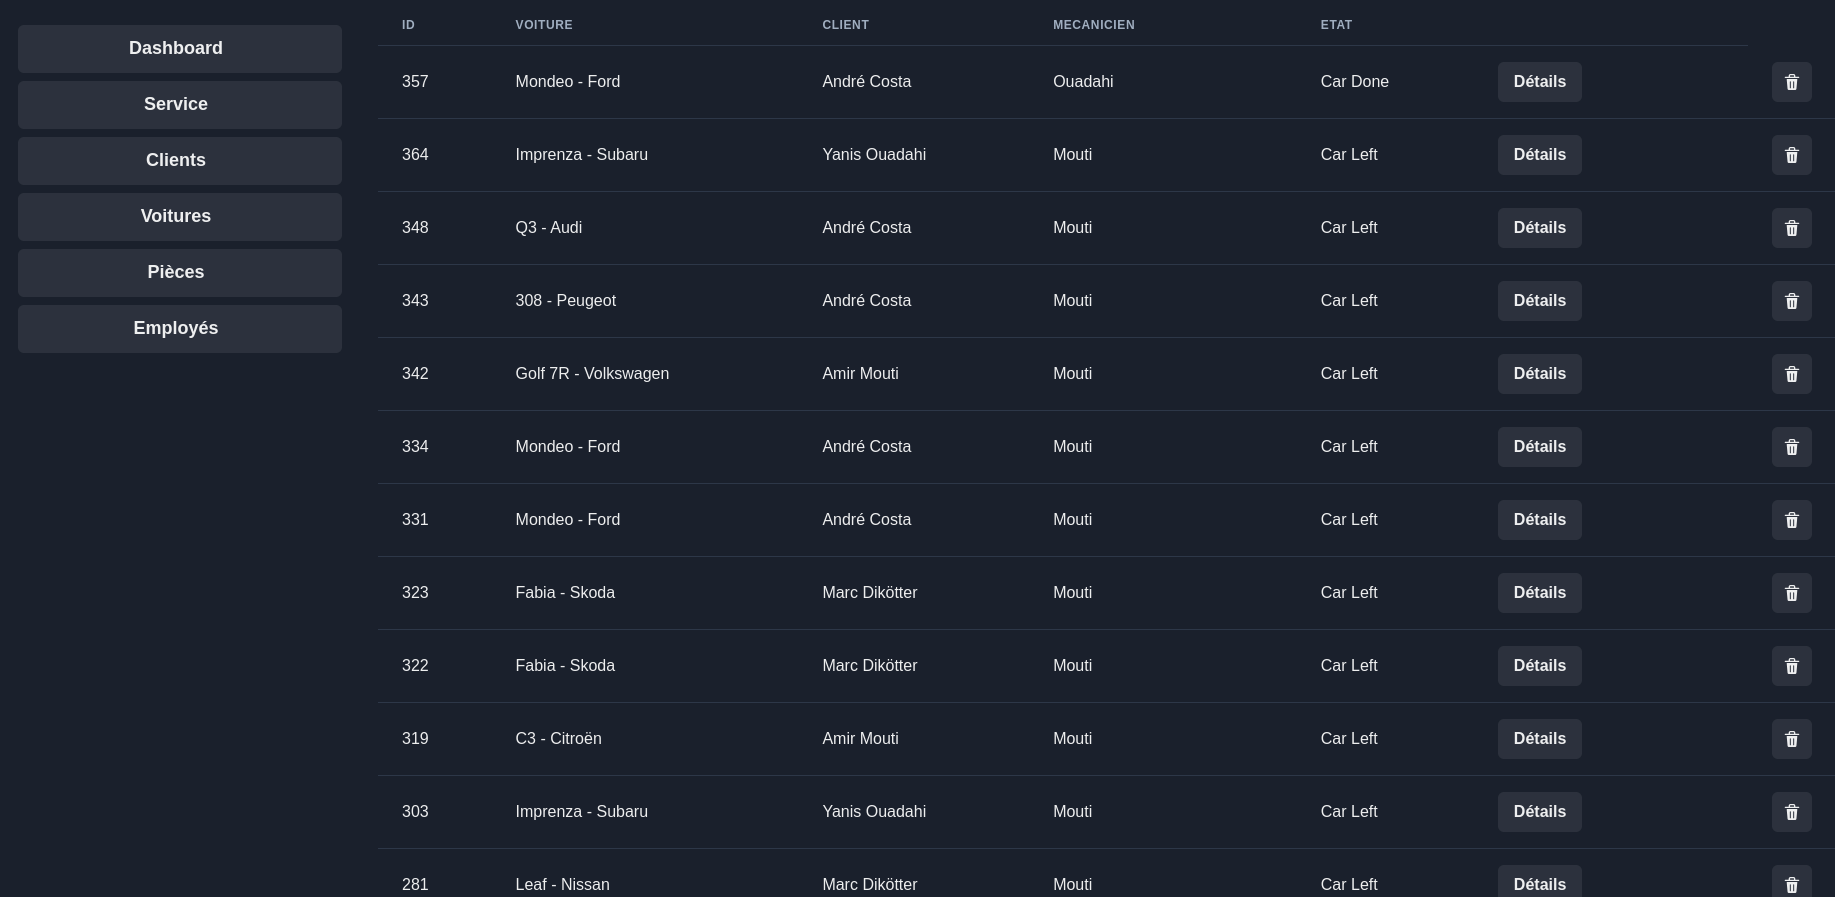 Dashboard
Service
Clients
Voitures
Pièces
Employés
ID VOITURE CLIENT MECANICIEN ETAT
357 Mondeo - Ford André Costa Ouadahi Car Done Détails
364 Imprenza - Subaru Yanis Ouadahi Mouti Car Left Détails
348 Q3 - Audi André Costa Mouti Car Left Détails
343 308 - Peugeot André Costa Mouti Car Left Détails
342 Golf 7R - Volkswagen Amir Mouti Mouti Car Left Détails
334 Mondeo - Ford André Costa Mouti Car Left Détails
331 Mondeo - Ford André Costa Mouti Car Left Détails
323 Fabia - Skoda Marc Dikötter Mouti Car Left Détails
322 Fabia - Skoda Marc Dikötter Mouti Car Left Détails
319 C3 - Citroën Amir Mouti Mouti Car Left Détails
303 Imprenza - Subaru Yanis Ouadahi Mouti Car Left Détails
281 Leaf - Nissan Marc Dikötter Mouti Car Left Détails